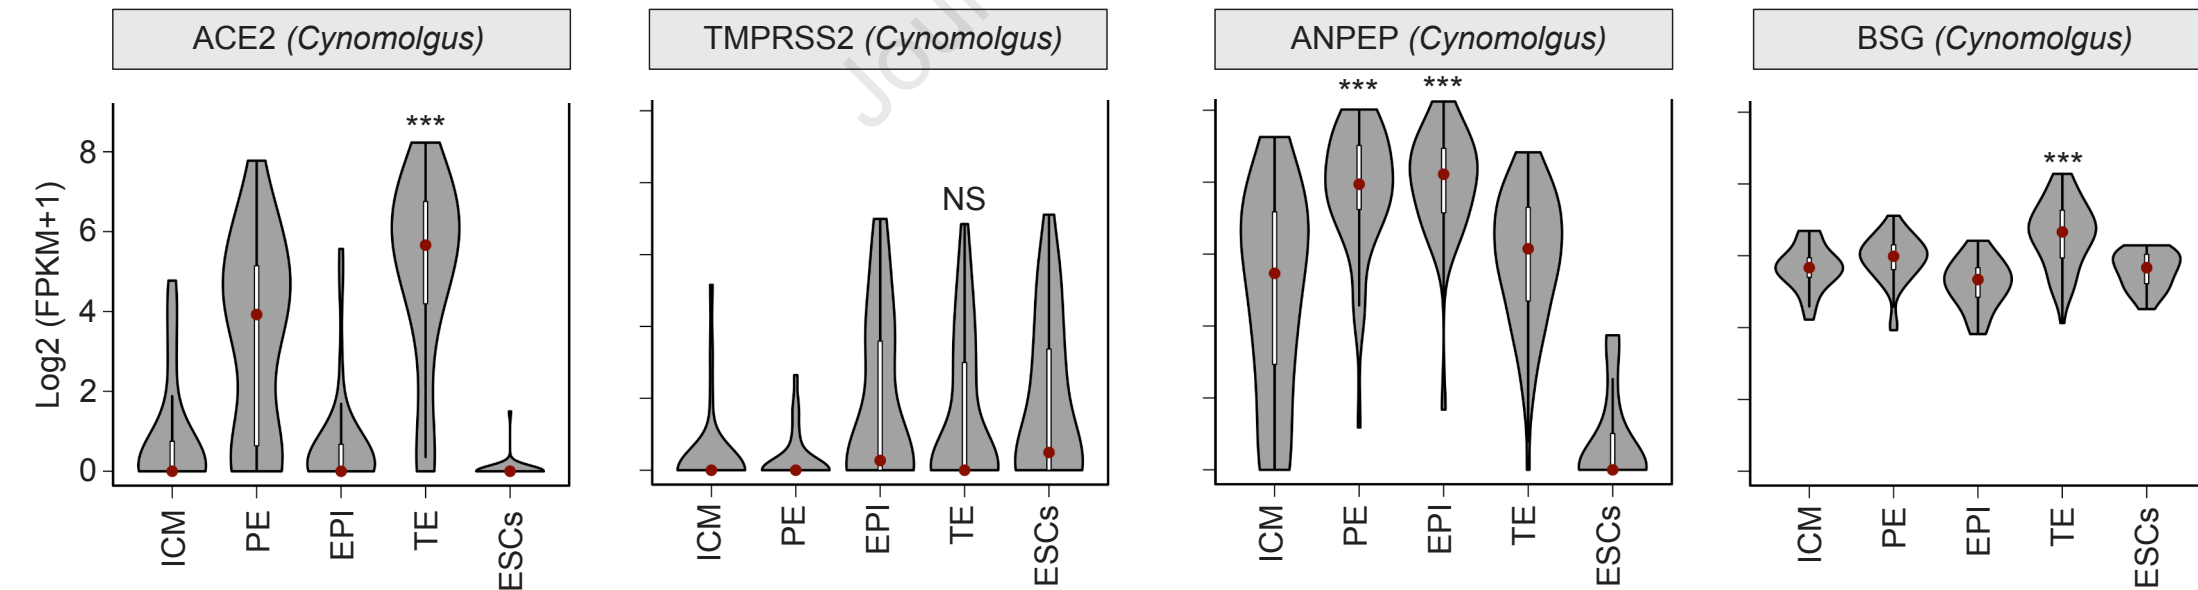 ACE2 (Cynomolgus)
TMPRSS2 (Cynomolgus)
ANPEP (Cynomolgus)
BSG (Cynomolgus)
Jour
***
NS
*** ***
***
Log2 (FPKM+1)
8
6
4
2
0
ICM PE EPI TE ESCs
ICM PE EPI TE ESCs
ICM PE EPI TE ESCs
ICM PE EPI TE ESCs